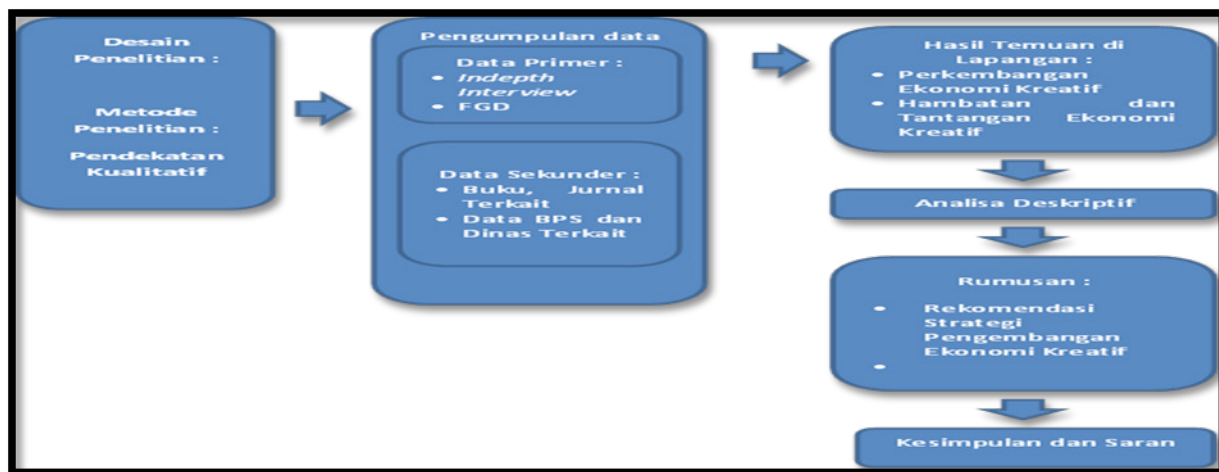 Desain
Penelitian :
Metode
Penelitian :
Pendekatan
Kualitatif
Pengumpulan data
Data Primer :
• Indepth
Interview
• FGD
Data Sekunder :
• Buku, Jurnal
Terkait
• Data BPS dan
Dinas Terkait
Hasil Temuan di
Lapangan :
• Perkembangan
Ekonomi Kreatif
• Hambatan dan
Tantangan Ekonomi
Kreatif
Analisa Deskriptif
Rumusan :
• Rekomendasi
Strategi
Pengembangan
Ekonomi Kreatif
•
Kesimpulan dan Saran